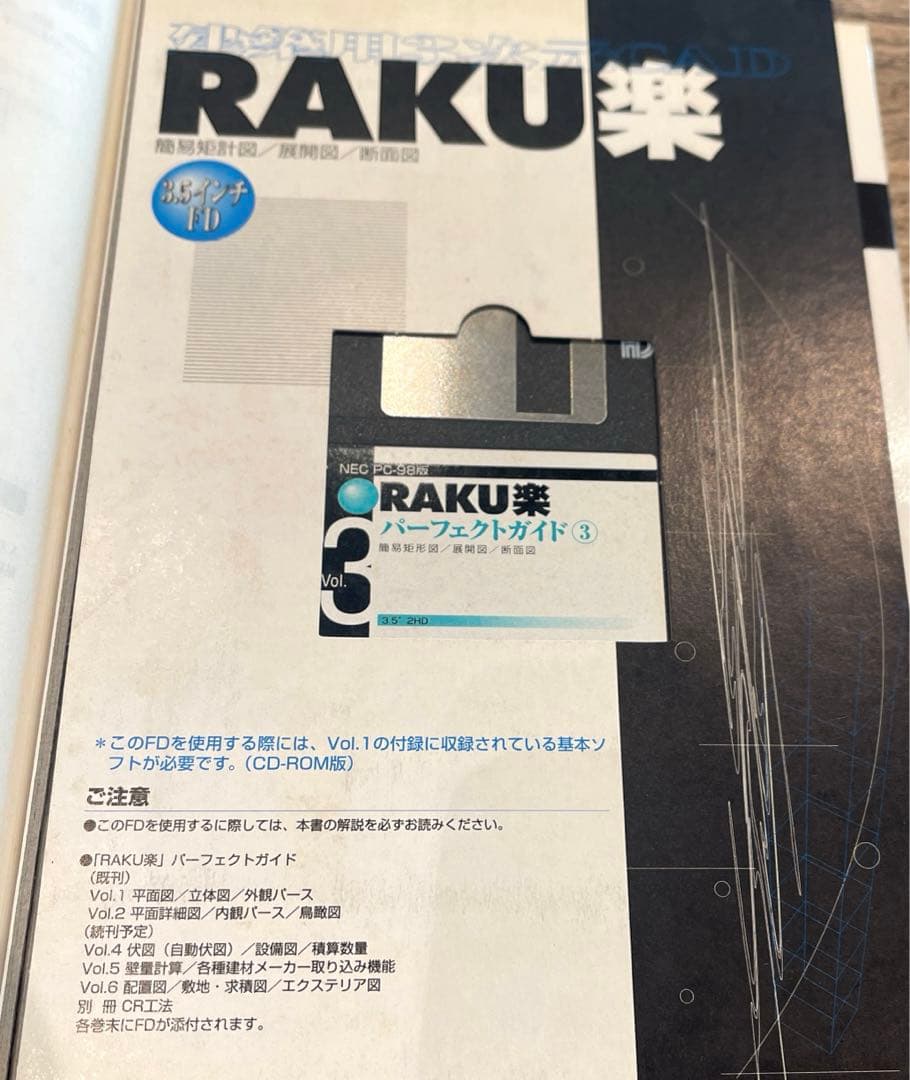 建築用3次元CAD
RAKU楽
簡易矩計図/展開図/断面図
3.5インチ
FD
NEC PC-98版
RAKU楽
パーフェクトガイド③
簡易矩形図/展開図/断面図
Vol.
3
3.5" 2HD
*このFDを使用する際には、Vol.1の付録に収録されている基本ソ
フトが必要です。(CD-ROM版)
ご注意
●このFDを使用するに際しては、本書の解説を必ずお読みください。
●「RAKU楽」パーフェクトガイド
(既刊)
Vol.1 平面図/立体図/外観パース
Vol.2 平面詳細図/内観パース/鳥瞰図
(続刊予定)
Vol.4 伏図(自動伏図)/設備図/積算数量
Vol.5 壁量計算/各種建材メーカー取り込み機能
Vol.6 配置図/敷地・求積図/エクステリア図
別 冊 CR工法
各巻末にFDが添付されます。